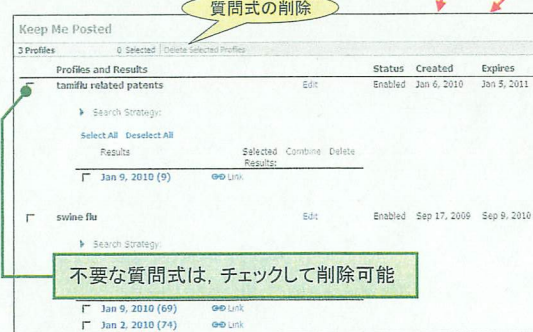 質問式の削除
Keep Me Posted
3 Profiles 0 Selected Delete Selected Profiles
Profiles and Results Status Created Expires
tamiflu related patents Edit Enabled Jan 6, 2010 Jan 5, 2011
Search Strategy:
Select All Deselect All
Results Selected Results: Combine Delete
Jan 9, 2010 (9) Link
swine flu Edit Enabled Sep 17, 2009 Sep 9, 2010
Search Strategy:
不要な質問式は，チェックして削除可能
Jan 9, 2010 (69) Link
Jan 2, 2010 (74) Link